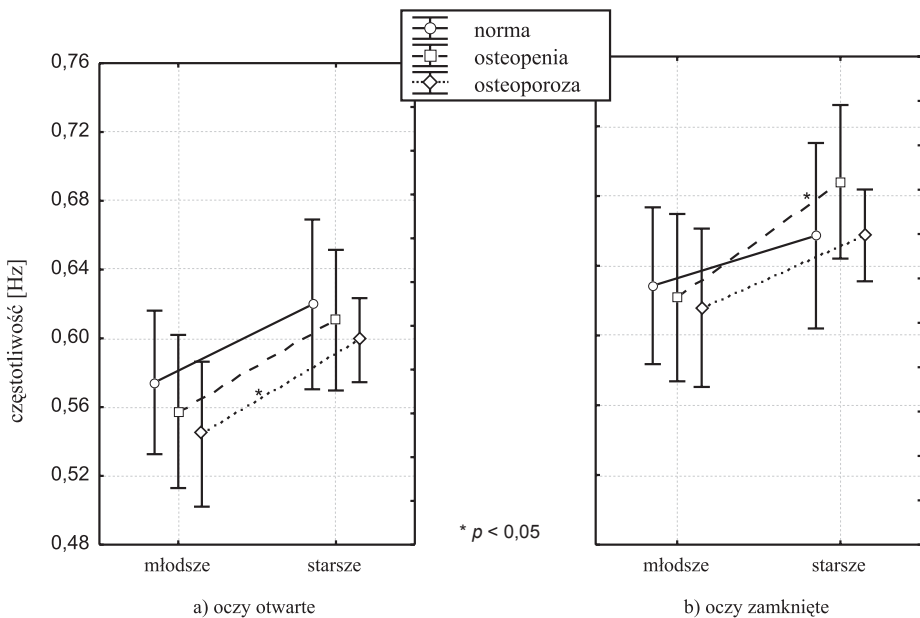 norma
osteopenia
osteoporoza
częstotliwość [Hz]
0,76
0,72
0,68
0,64
0,60
0,56
0,52
0,48
*
*
* p < 0,05
młodsze starsze
młodsze starsze
a) oczy otwarte
b) oczy zamknięte